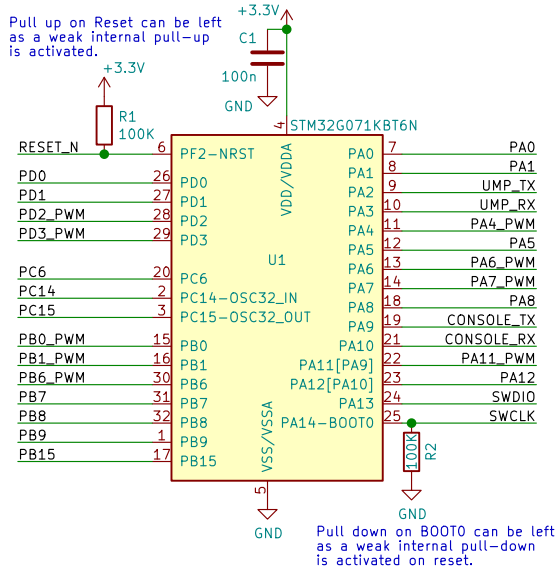 Pull up on Reset can be left
as a weak internal pull-up
is activated.
+3.3V
C1
100n
GND
+3.3V
R1
100K
4
STM32G071KBT6N
VDD/VDDA
U1
RESET_N 6 PF2-NRST
PD0 26 PD0
PD1 27 PD1
PD2_PWM 28 PD2
PD3_PWM 29 PD3
PC6 20 PC6
PC14 2 PC14-OSC32_IN
PC15 3 PC15-OSC32_OUT
PB0_PWM 15 PB0
PB1_PWM 16 PB1
PB6_PWM 30 PB6
PB7 31 PB7
PB8 32 PB8
PB9 1 PB9
PB15 17 PB15
PA0 7 PA0
PA1 8 PA1
PA2 9 UMP_TX
PA3 10 UMP_RX
PA4 11 PA4_PWM
PA5 12 PA5
PA6 13 PA6_PWM
PA7 14 PA7_PWM
PA8 18 PA8
PA9 19 CONSOLE_TX
PA10 21 CONSOLE_RX
PA11[PA9] 22 PA11_PWM
PA12[PA10] 23 PA12
PA13 24 SWDIO
PA14-BOOT0 25 SWCLK
VSS/VSSA
5
GND
100K
R2
GND
Pull down on BOOT0 can be left
as a weak internal pull-down
is activated on reset.